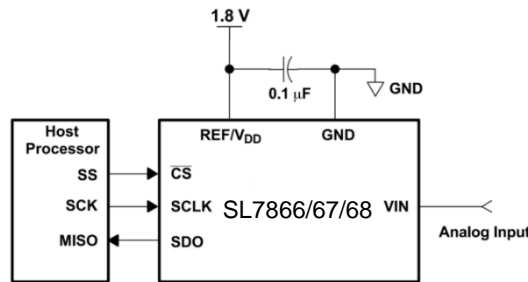 1.8 V
0.1 μF
GND
REF/VDD GND
Host
Processor
SS
SCK
MISO
CS
SCLK
SDO
SL7866/67/68
VIN
Analog Input